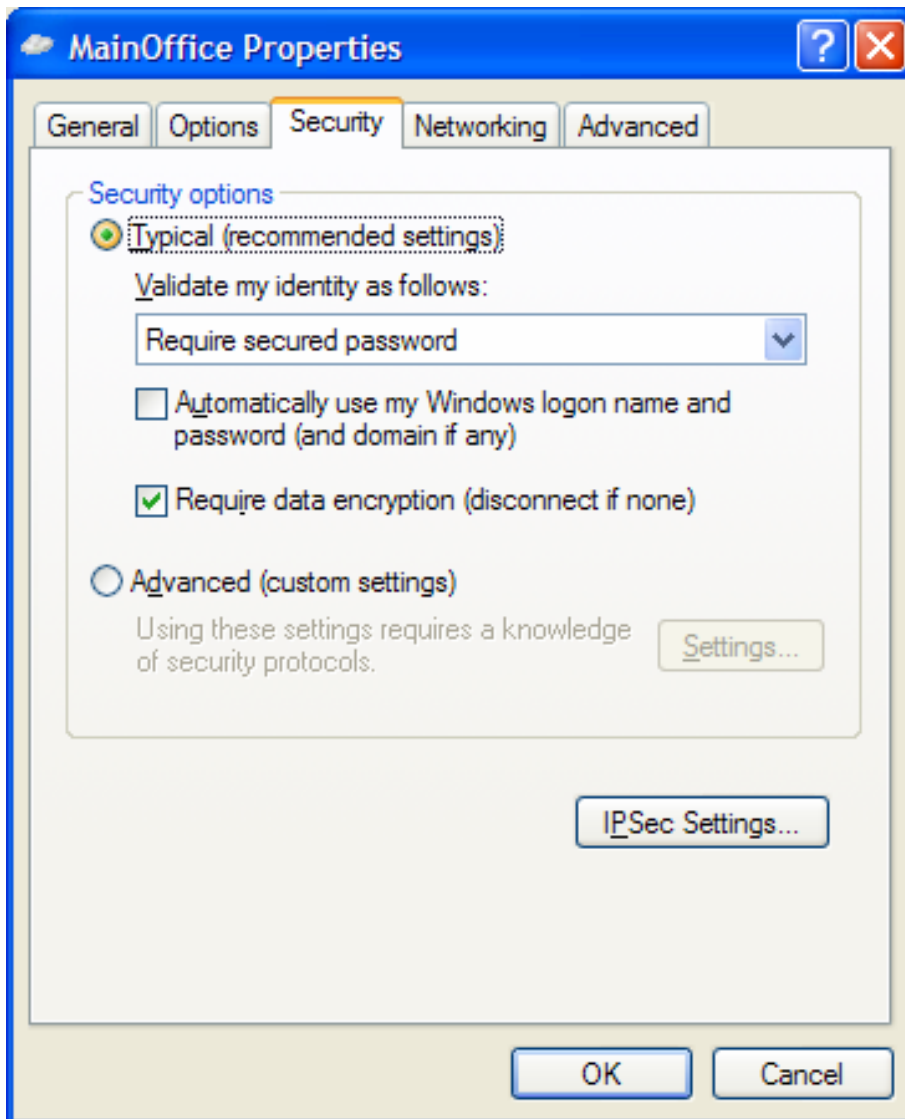 MainOffice Properties
General Options Security Networking Advanced
Security options
Typical (recommended settings)
Validate my identity as follows:
Require secured password
Automatically use my Windows logon name and
password (and domain if any)
Require data encryption (disconnect if none)
Advanced (custom settings)
Using these settings requires a knowledge
of security protocols.
Settings...
IPSec Settings...
OK Cancel